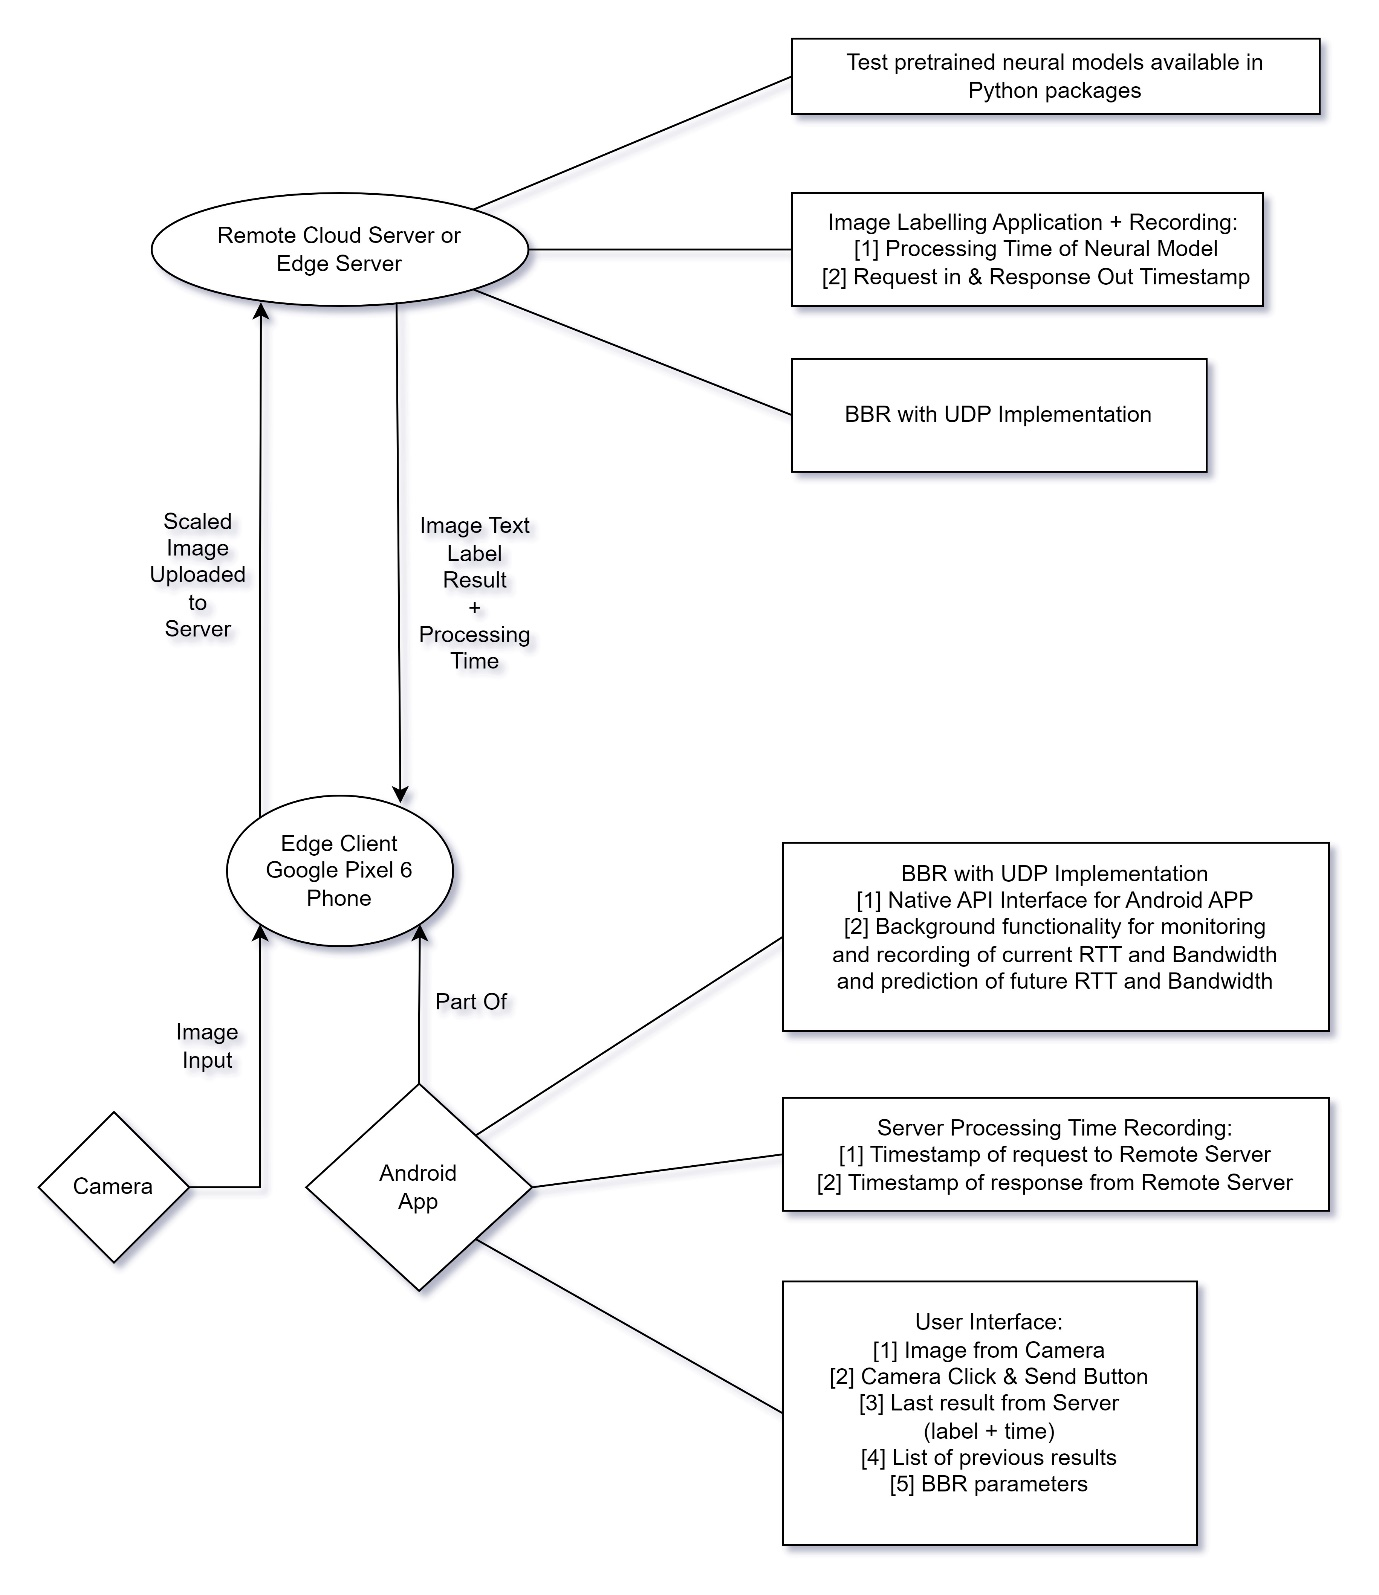 Test pretrained neural models available in
Python packages
Remote Cloud Server or
Edge Server
Image Labelling Application + Recording:
[1] Processing Time of Neural Model
[2] Request in & Response Out Timestamp
BBR with UDP Implementation
Scaled
Image
Uploaded
to
Server
Image Text
Label
Result
+
Processing
Time
Edge Client
Google Pixel 6
Phone
BBR with UDP Implementation
[1] Native API Interface for Android APP
[2] Background functionality for monitoring
and recording of current RTT and Bandwidth
and prediction of future RTT and Bandwidth
Part Of
Image
Input
Camera
Android
App
Server Processing Time Recording:
[1] Timestamp of request to Remote Server
[2] Timestamp of response from Remote Server
User Interface:
[1] Image from Camera
[2] Camera Click & Send Button
[3] Last result from Server
(label + time)
[4] List of previous results
[5] BBR parameters